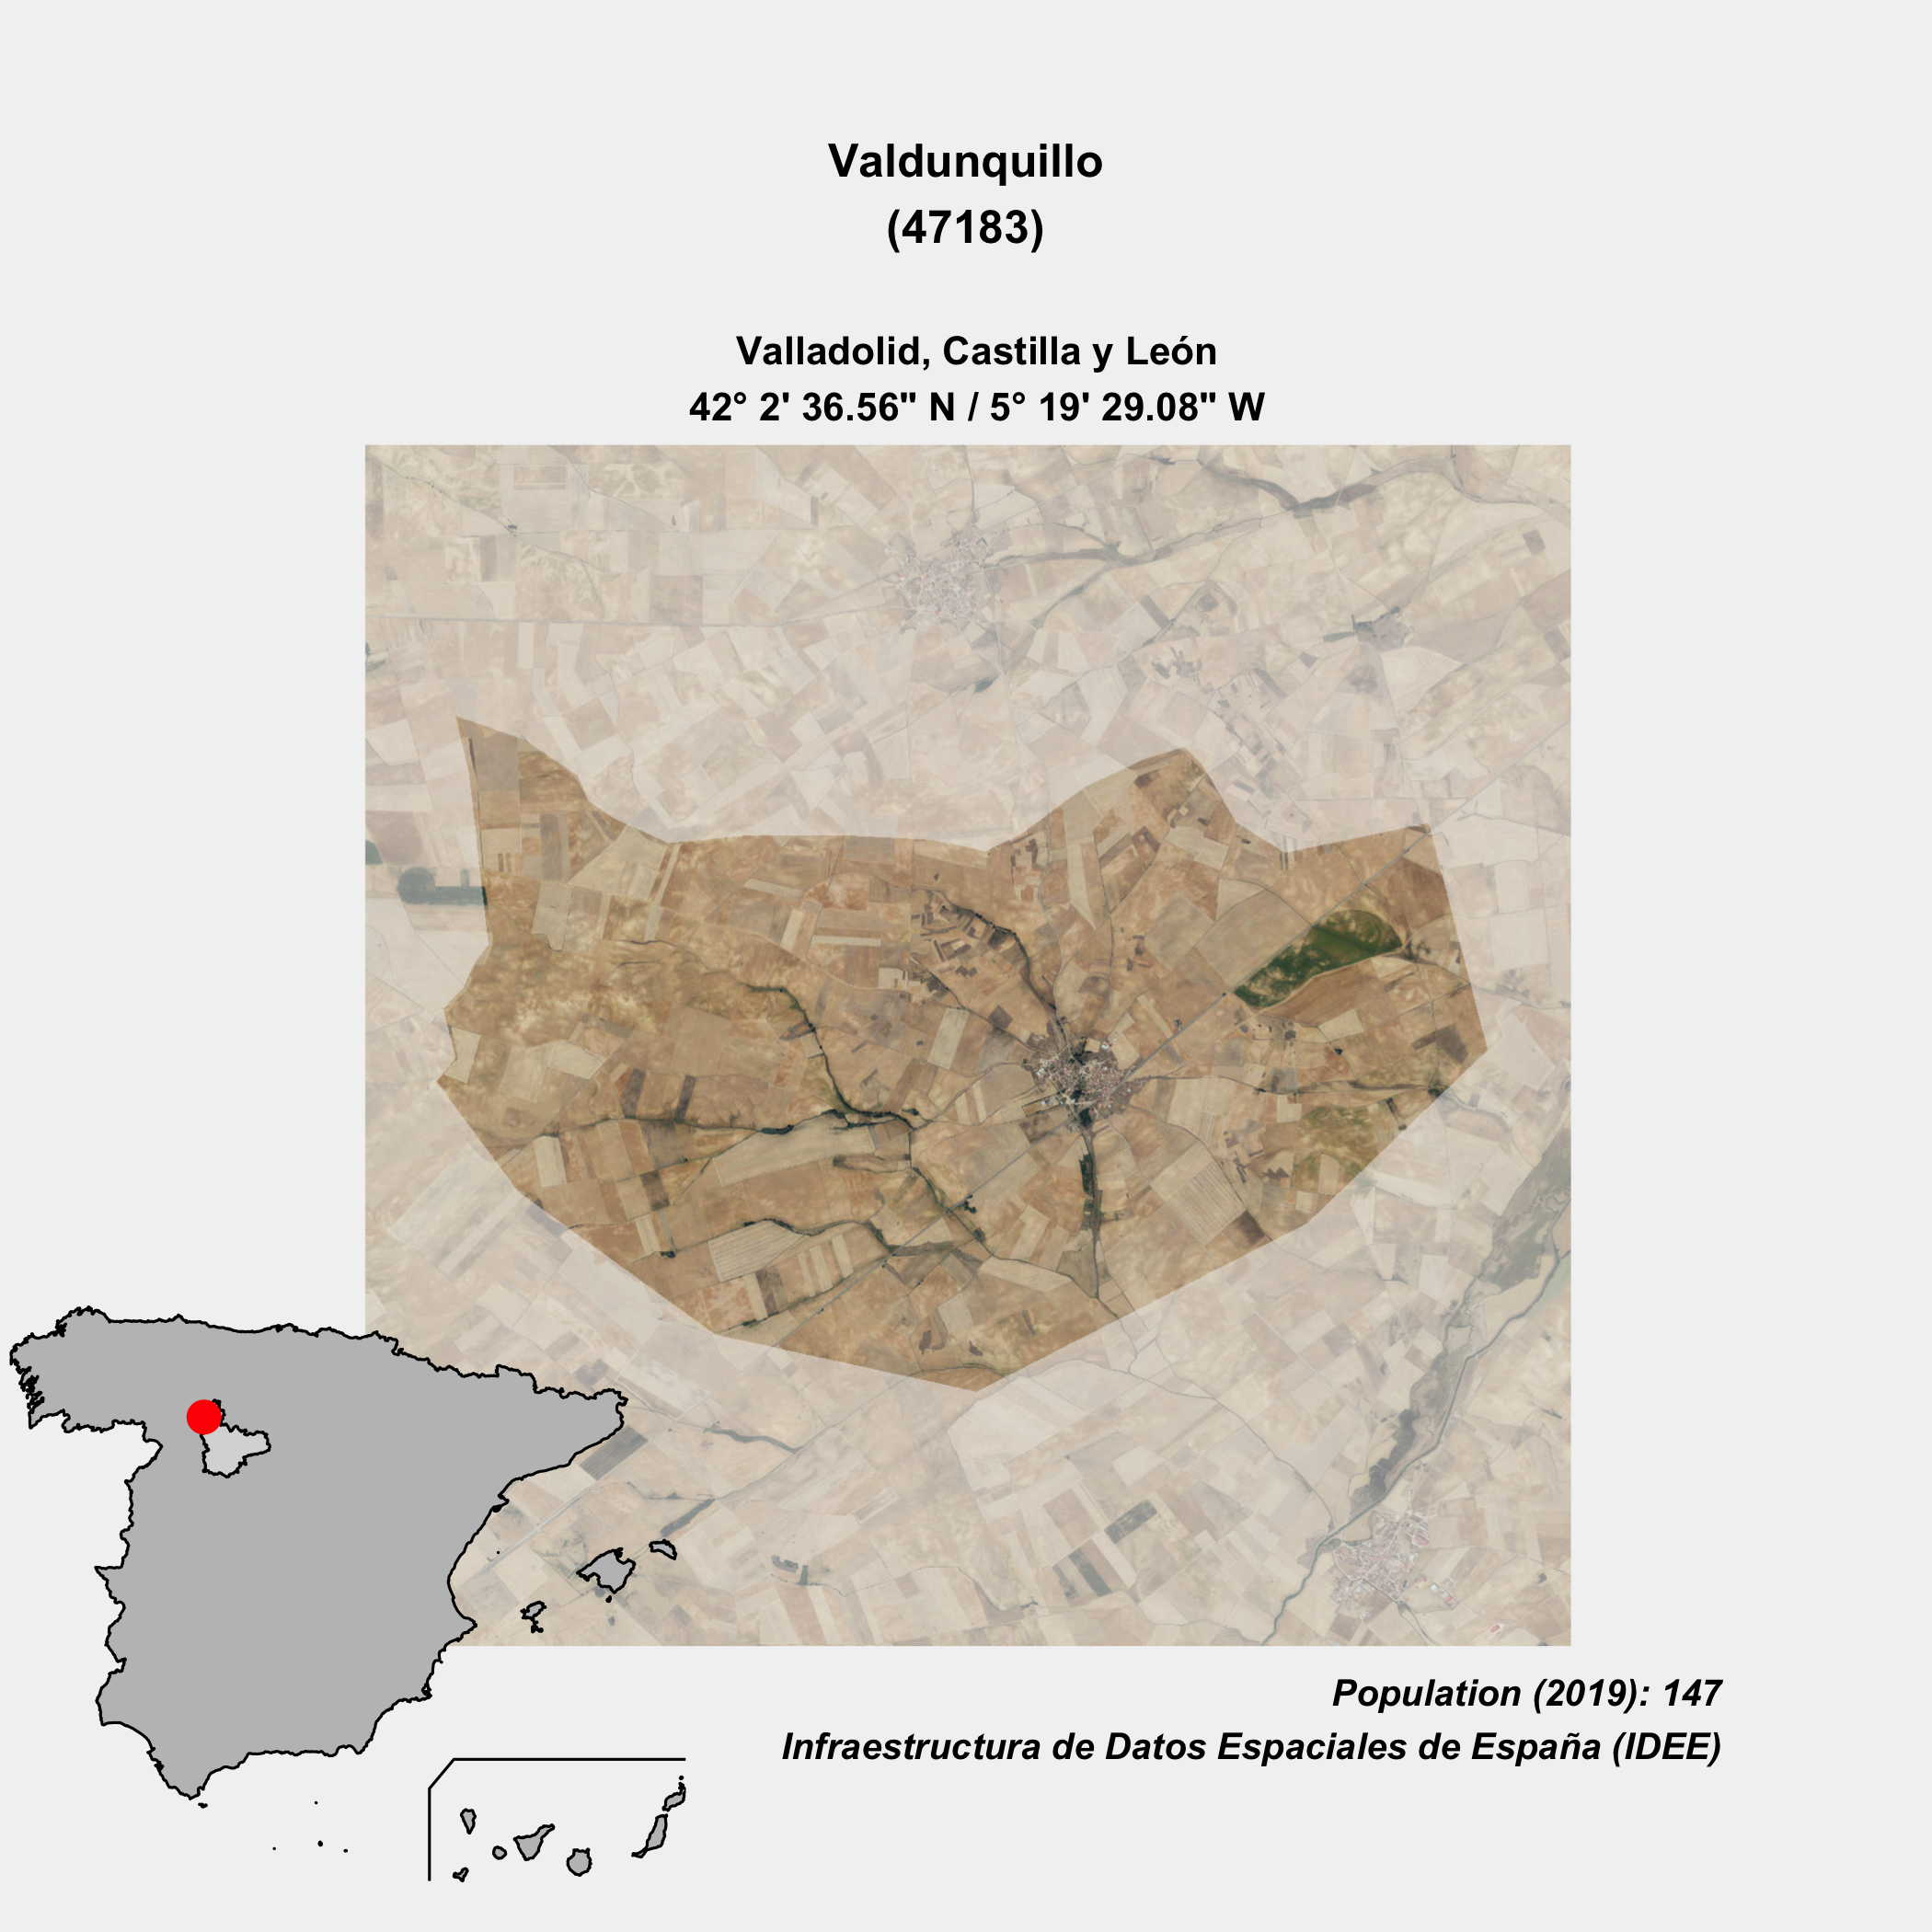 Valdunquillo
(47183)
Valladolid, Castilla y León
42° 2' 36.56" N / 5° 19' 29.08" W
Population (2019): 147
Infraestructura de Datos Espaciales de España (IDEE)